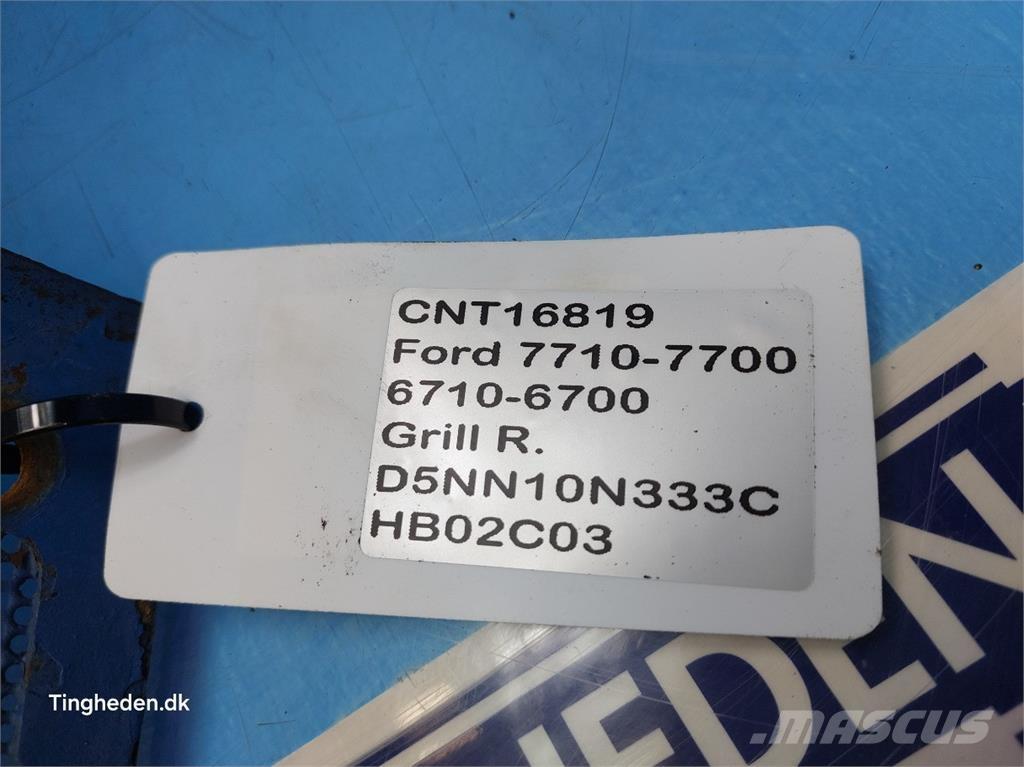 CNT16819
Ford 7710-7700
6710-6700
Grill R.
D5NN10N333C
HB02C03
Tingheden.dk
MASCUS